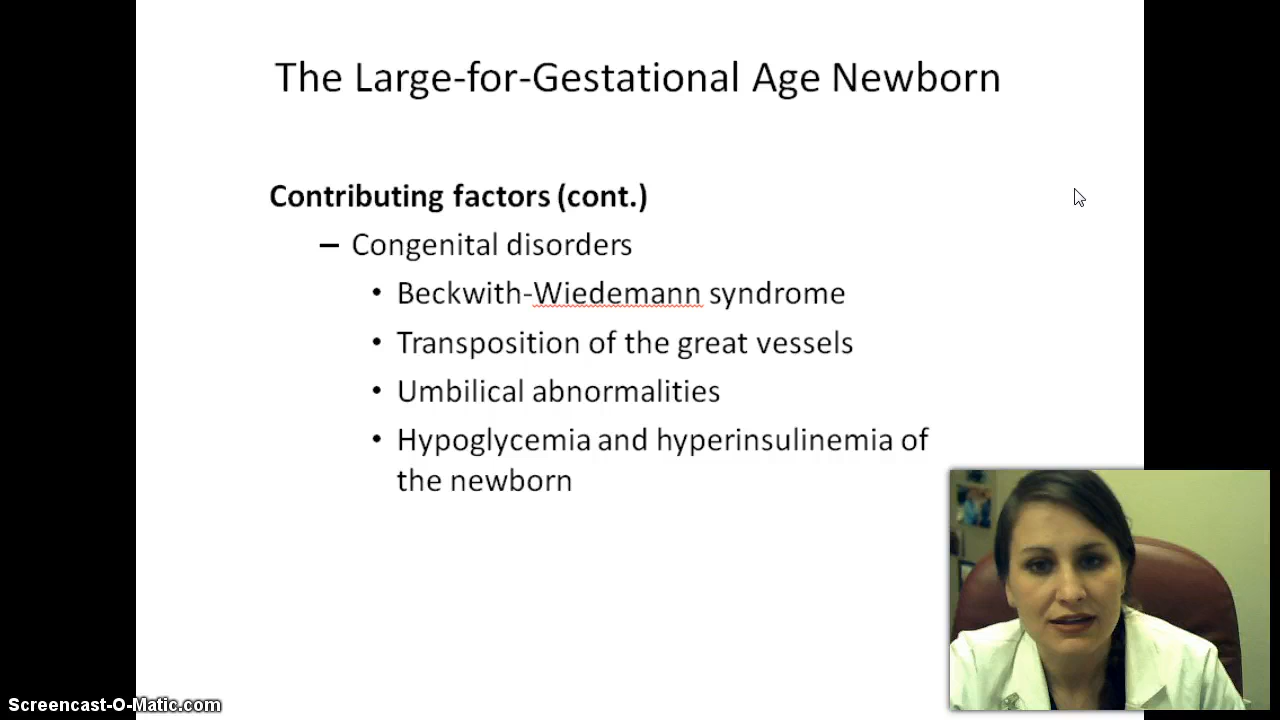 The Large-for-Gestational Age Newborn
Contributing factors (cont.)
– Congenital disorders
• Beckwith-Wiedemann syndrome
• Transposition of the great vessels
• Umbilical abnormalities
• Hypoglycemia and hyperinsulinemia of
the newborn
Screencast-O-Matic.com